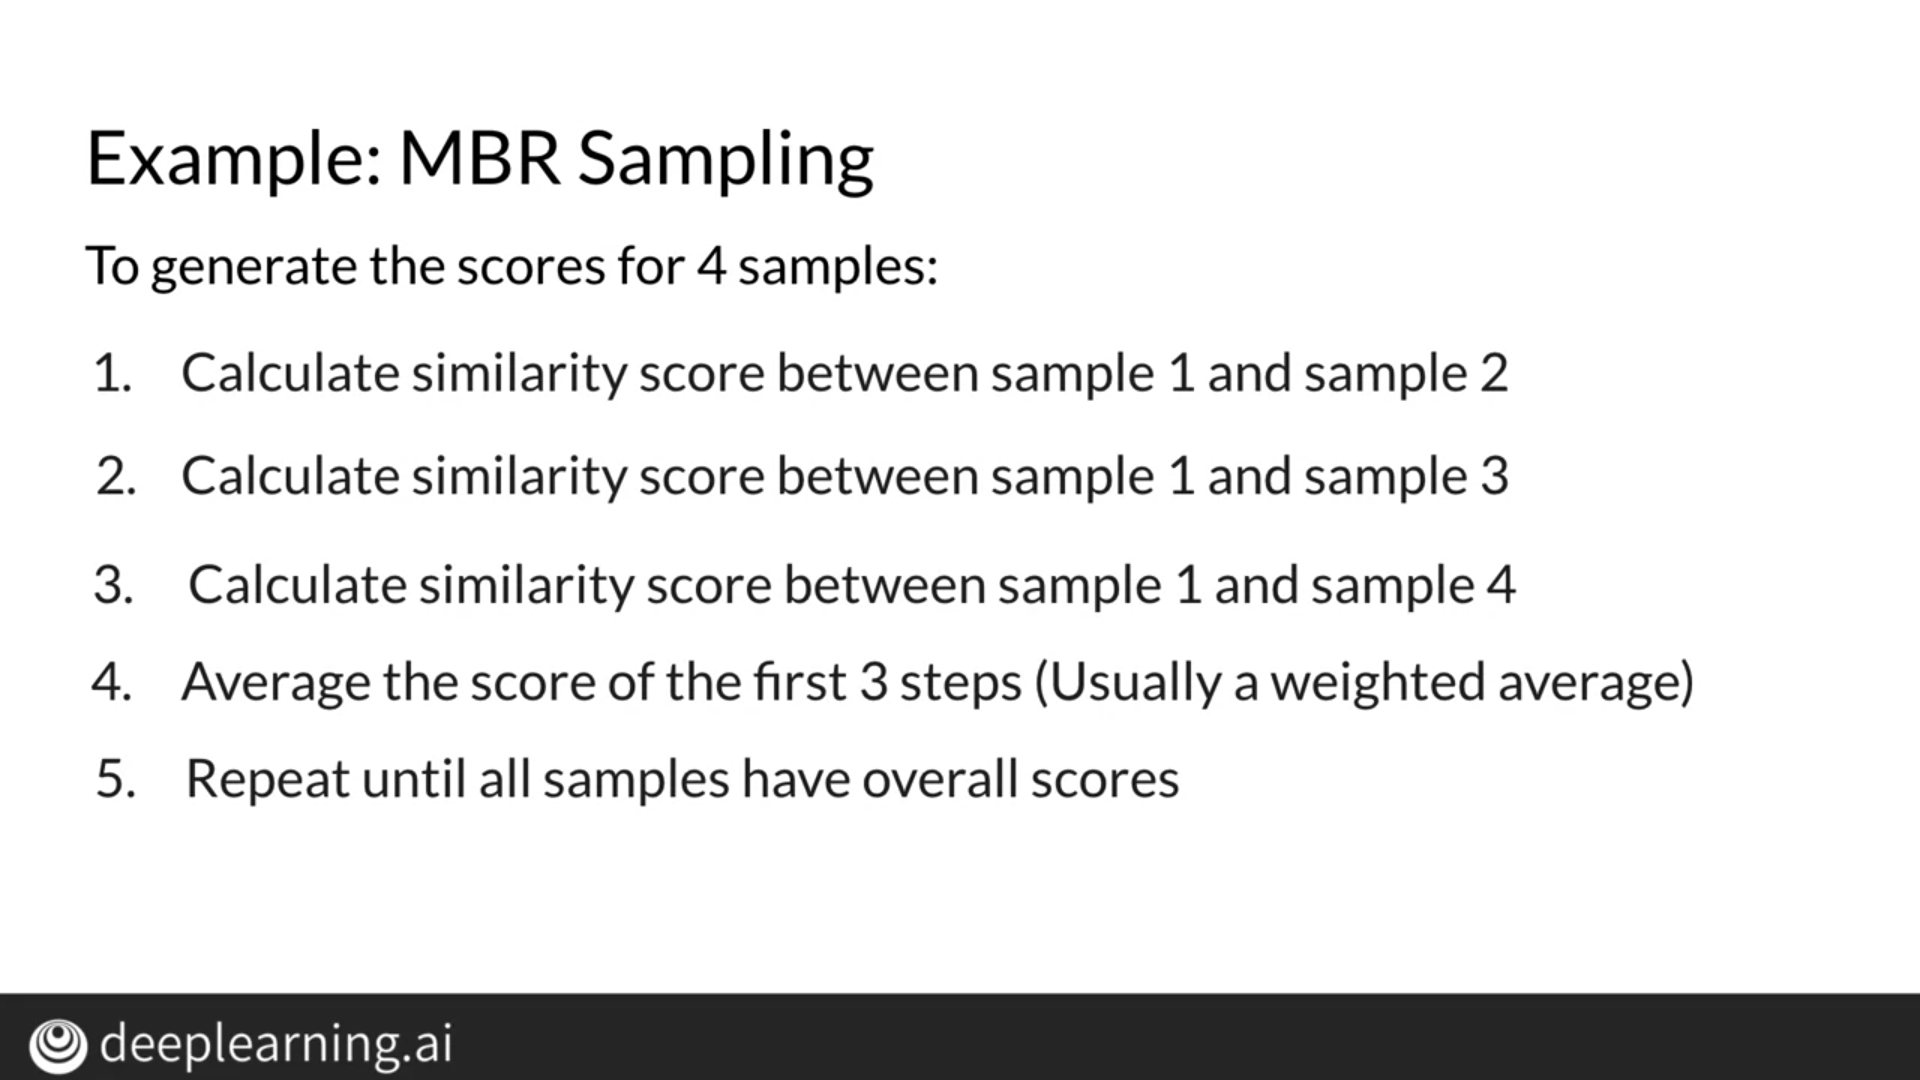 Example: MBR Sampling
To generate the scores for 4 samples:
1. Calculate similarity score between sample 1 and sample 2
2. Calculate similarity score between sample 1 and sample 3
3. Calculate similarity score between sample 1 and sample 4
4. Average the score of the first 3 steps (Usually a weighted average)
5. Repeat until all samples have overall scores
deeplearning.ai